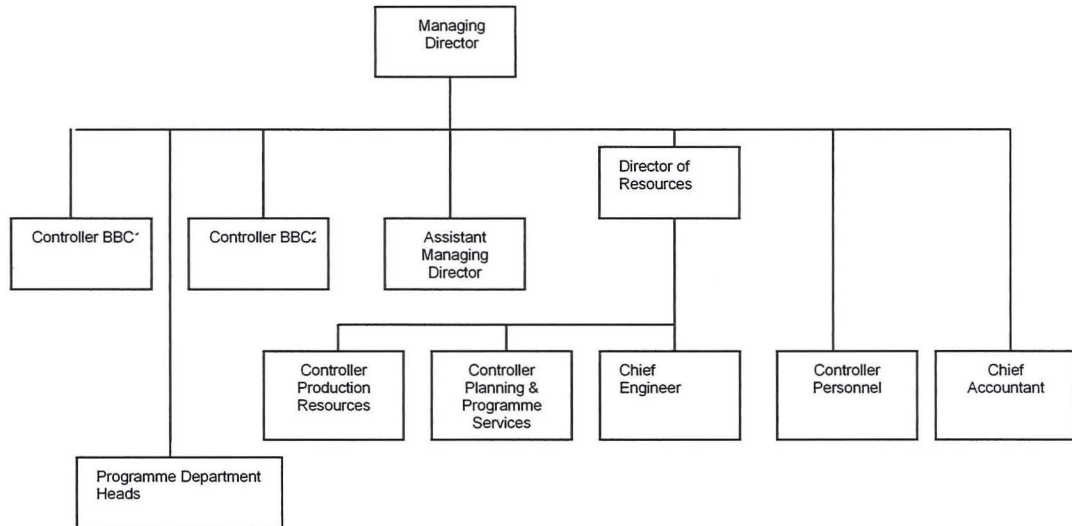 Managing
Director
Director of
Resources
Controller BBC1
Controller BBC2
Assistant
Managing
Director
Controller
Production
Resources
Controller
Planning &
Programme
Services
Chief
Engineer
Controller
Personnel
Chief
Accountant
Programme Department
Heads